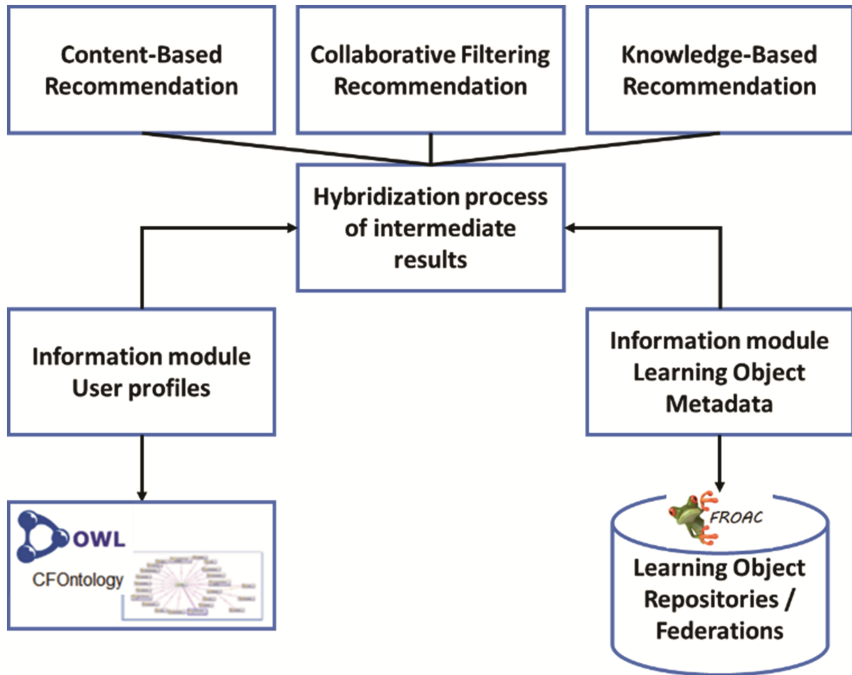 Content-Based
Recommendation
Collaborative Filtering
Recommendation
Knowledge-Based
Recommendation
Hybridization process
of intermediate
results
Information module
User profiles
Information module
Learning Object
Metadata
OWL
CFOntology
FROAC
Learning Object
Repositories /
Federations